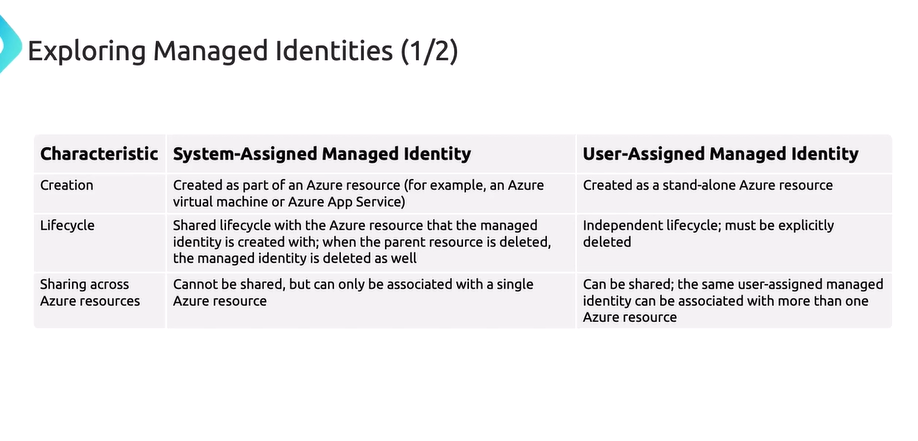 Exploring Managed Identities (1/2)
Characteristic
System-Assigned Managed Identity
User-Assigned Managed Identity
Creation
Created as part of an Azure resource (for example, an Azure
virtual machine or Azure App Service)
Created as a stand-alone Azure resource
Lifecycle
Shared lifecycle with the Azure resource that the managed
identity is created with; when the parent resource is deleted,
the managed identity is deleted as well
Independent lifecycle; must be explicitly
deleted
Sharing across
Azure resources
Cannot be shared, but can only be associated with a single
Azure resource
Can be shared; the same user-assigned managed
identity can be associated with more than one
Azure resource